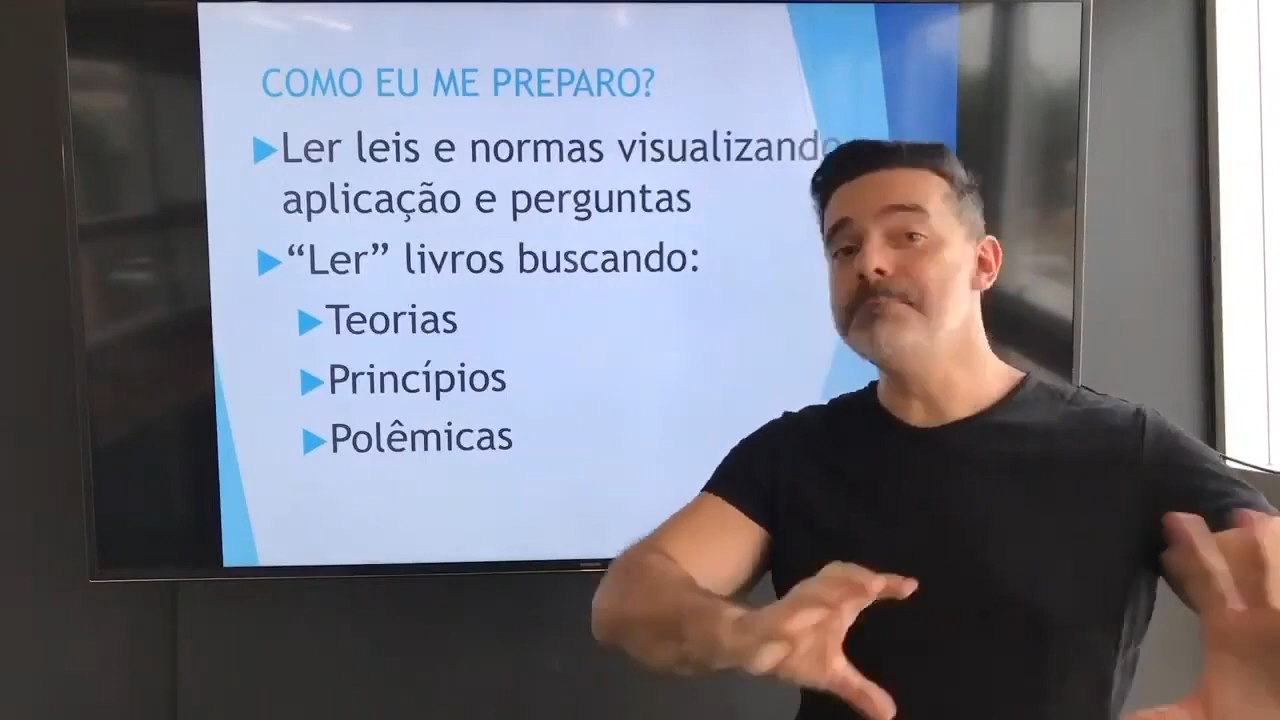 COMO EU ME PREPARO?
Ler leis e normas visualizando
aplicação e perguntas
“Ler” livros buscando:
Teorias
Princípios
Polêmicas